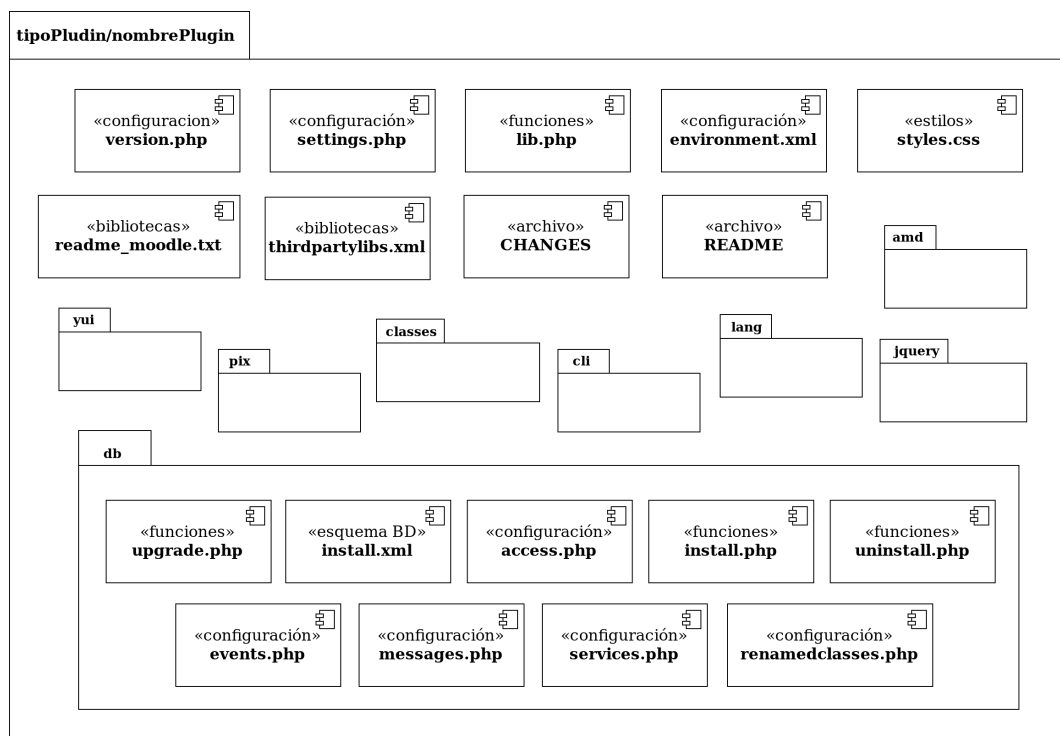 tipoPludin/nombrePlugin
«configuracion»
version.php
«configuración»
settings.php
«funciones»
lib.php
«configuración»
environment.xml
«estilos»
styles.css
«bibliotecas»
readme_moodle.txt
«bibliotecas»
thirdpartylibs.xml
«archivo»
CHANGES
«archivo»
README
amd
yui
pix
classes
cli
lang
jquery
db
«funciones»
upgrade.php
«esquema BD»
install.xml
«configuración»
access.php
«funciones»
install.php
«funciones»
uninstall.php
«configuración»
events.php
«configuración»
messages.php
«configuración»
services.php
«configuración»
renamedclasses.php